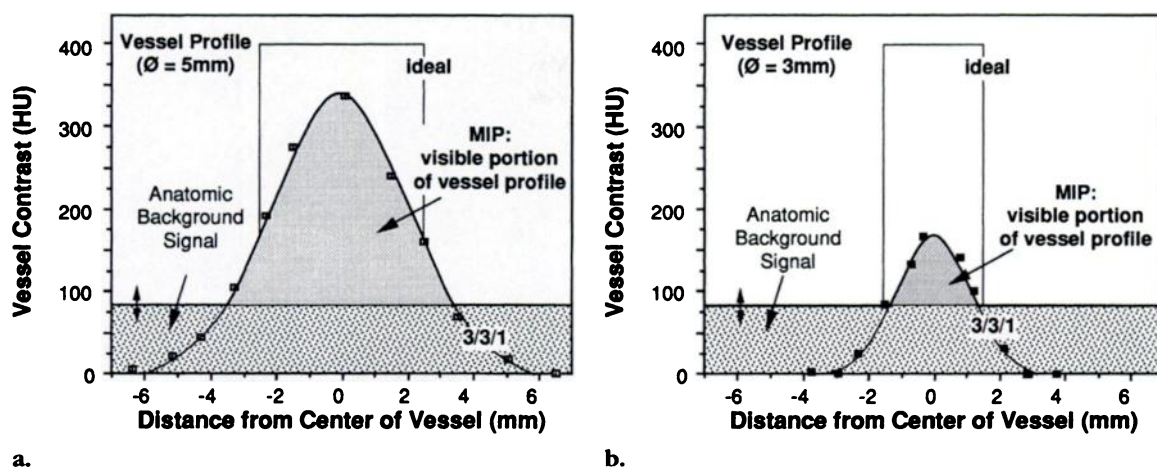 400
300
200
100
0
Vessel Contrast (HU)
Vessel Profile
(Ø = 5mm)
ideal
MIP:
visible portion
of vessel profile
Anatomic
Background
Signal
3/3/1
-6 -4 -2 0 2 4 6
Distance from Center of Vessel (mm)
a.
400
300
200
100
0
Vessel Contrast (HU)
Vessel Profile
(Ø = 3mm)
ideal
MIP:
visible portion
of vessel profile
Anatomic
Background
Signal
3/3/1
-6 -4 -2 0 2 4 6
Distance from Center of Vessel (mm)
b.